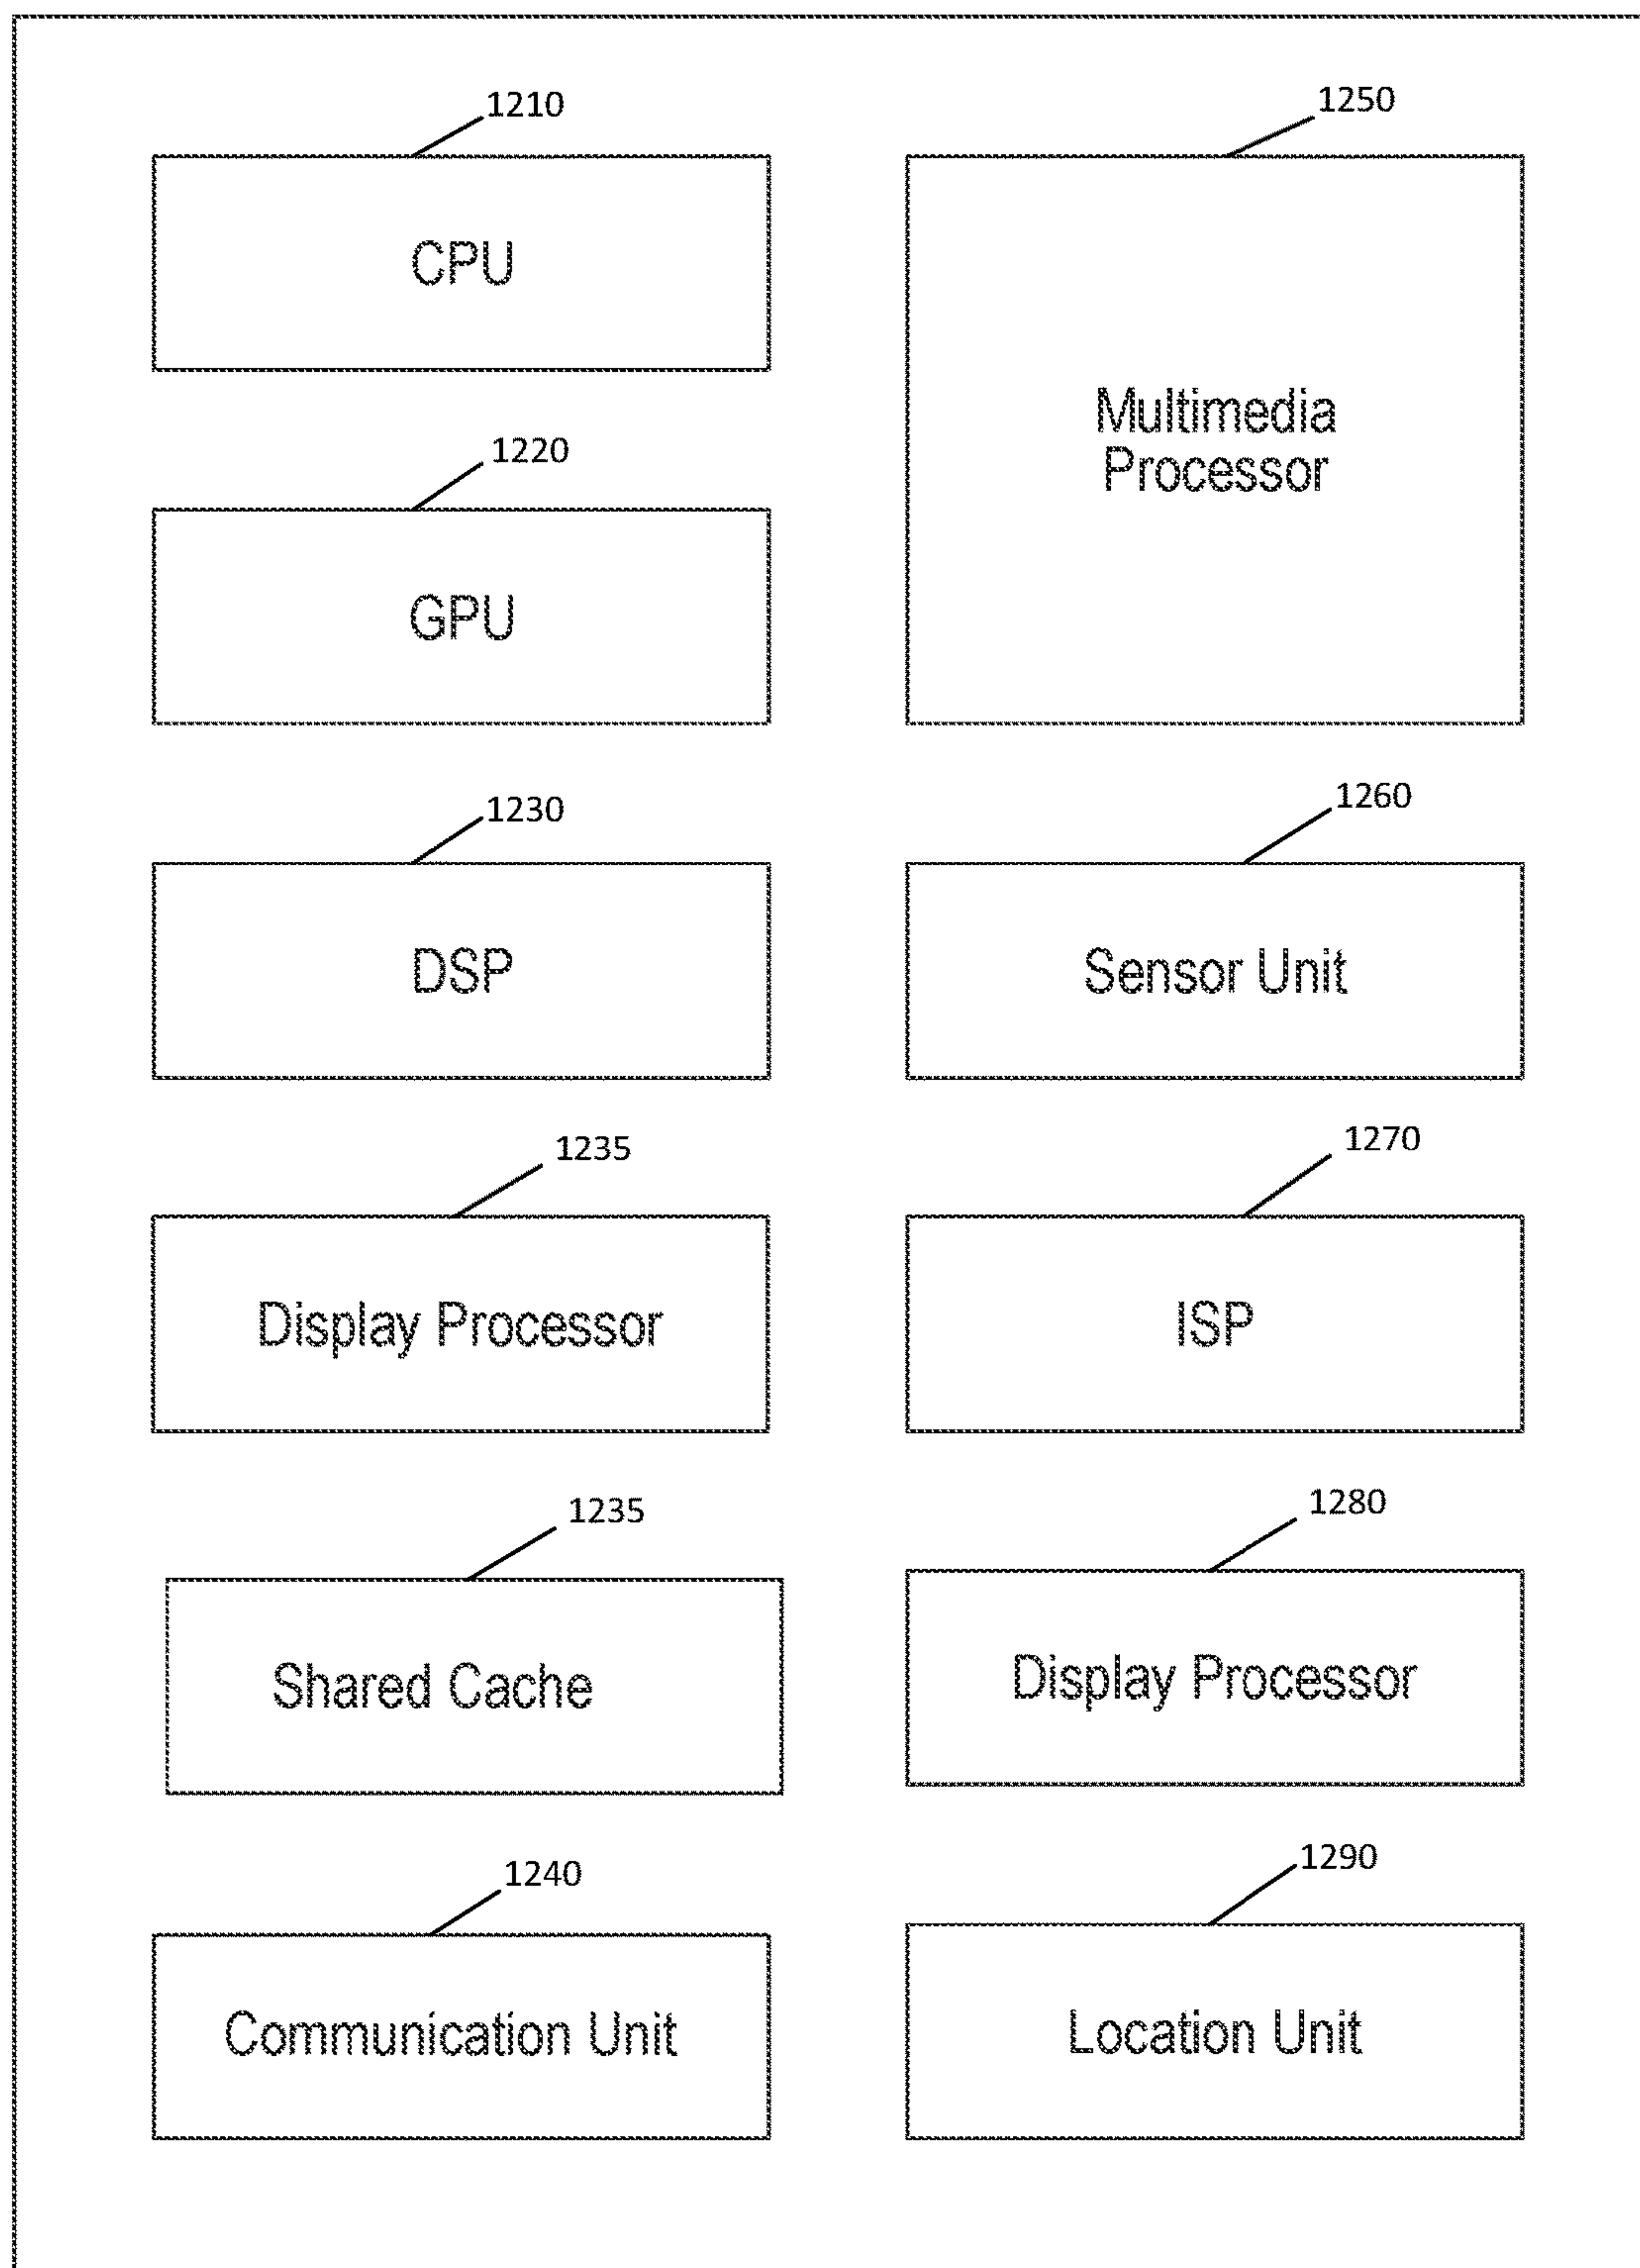 1210
CPU
1220
GPU
1230
DSP
1235
Display Processor
1235
Shared Cache
1240
Communication Unit
1250
Multimedia
Processor
1260
Sensor Unit
1270
ISP
1280
Display Processor
1290
Location Unit